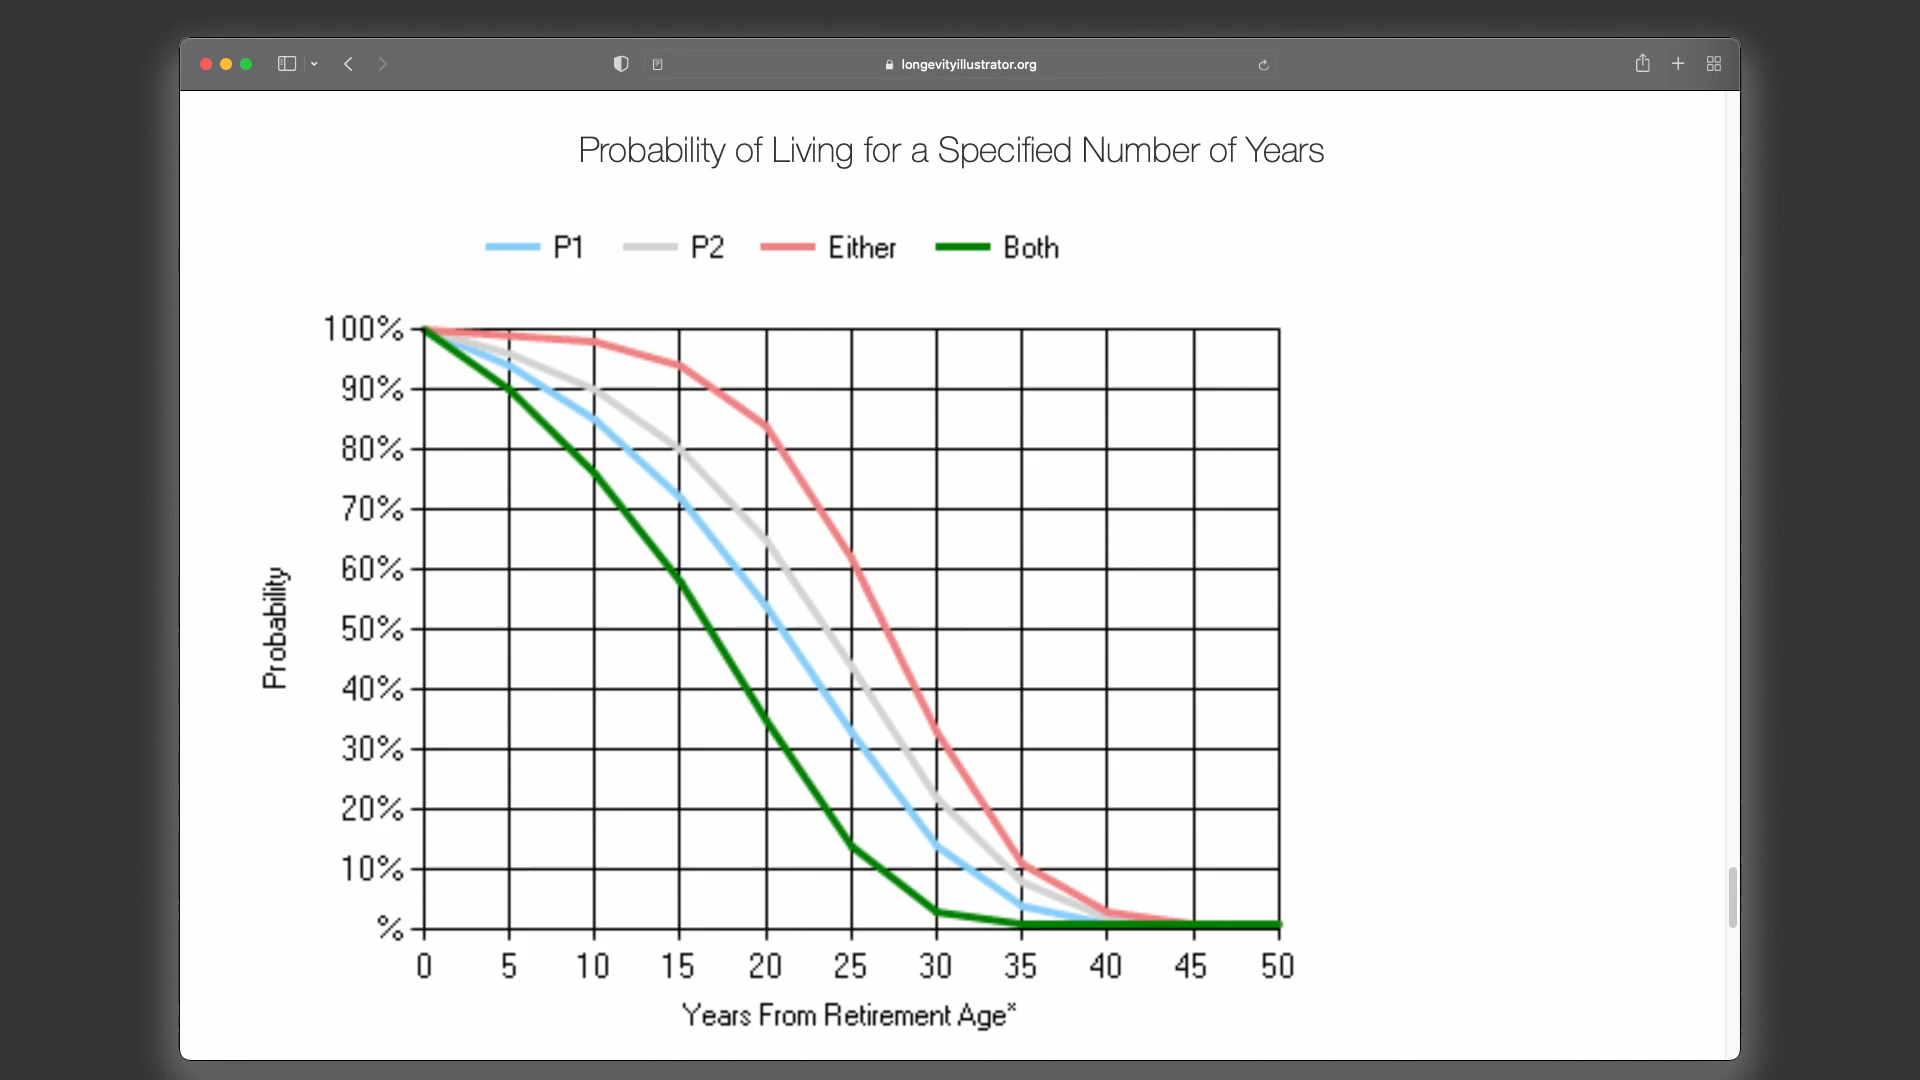 longevityillustrator.org
Probability of Living for a Specified Number of Years
P1 P2 Either Both
100%
90%
80%
70%
60%
50%
40%
30%
20%
10%
%
Probability
0 5 10 15 20 25 30 35 40 45 50
Years From Retirement Age*